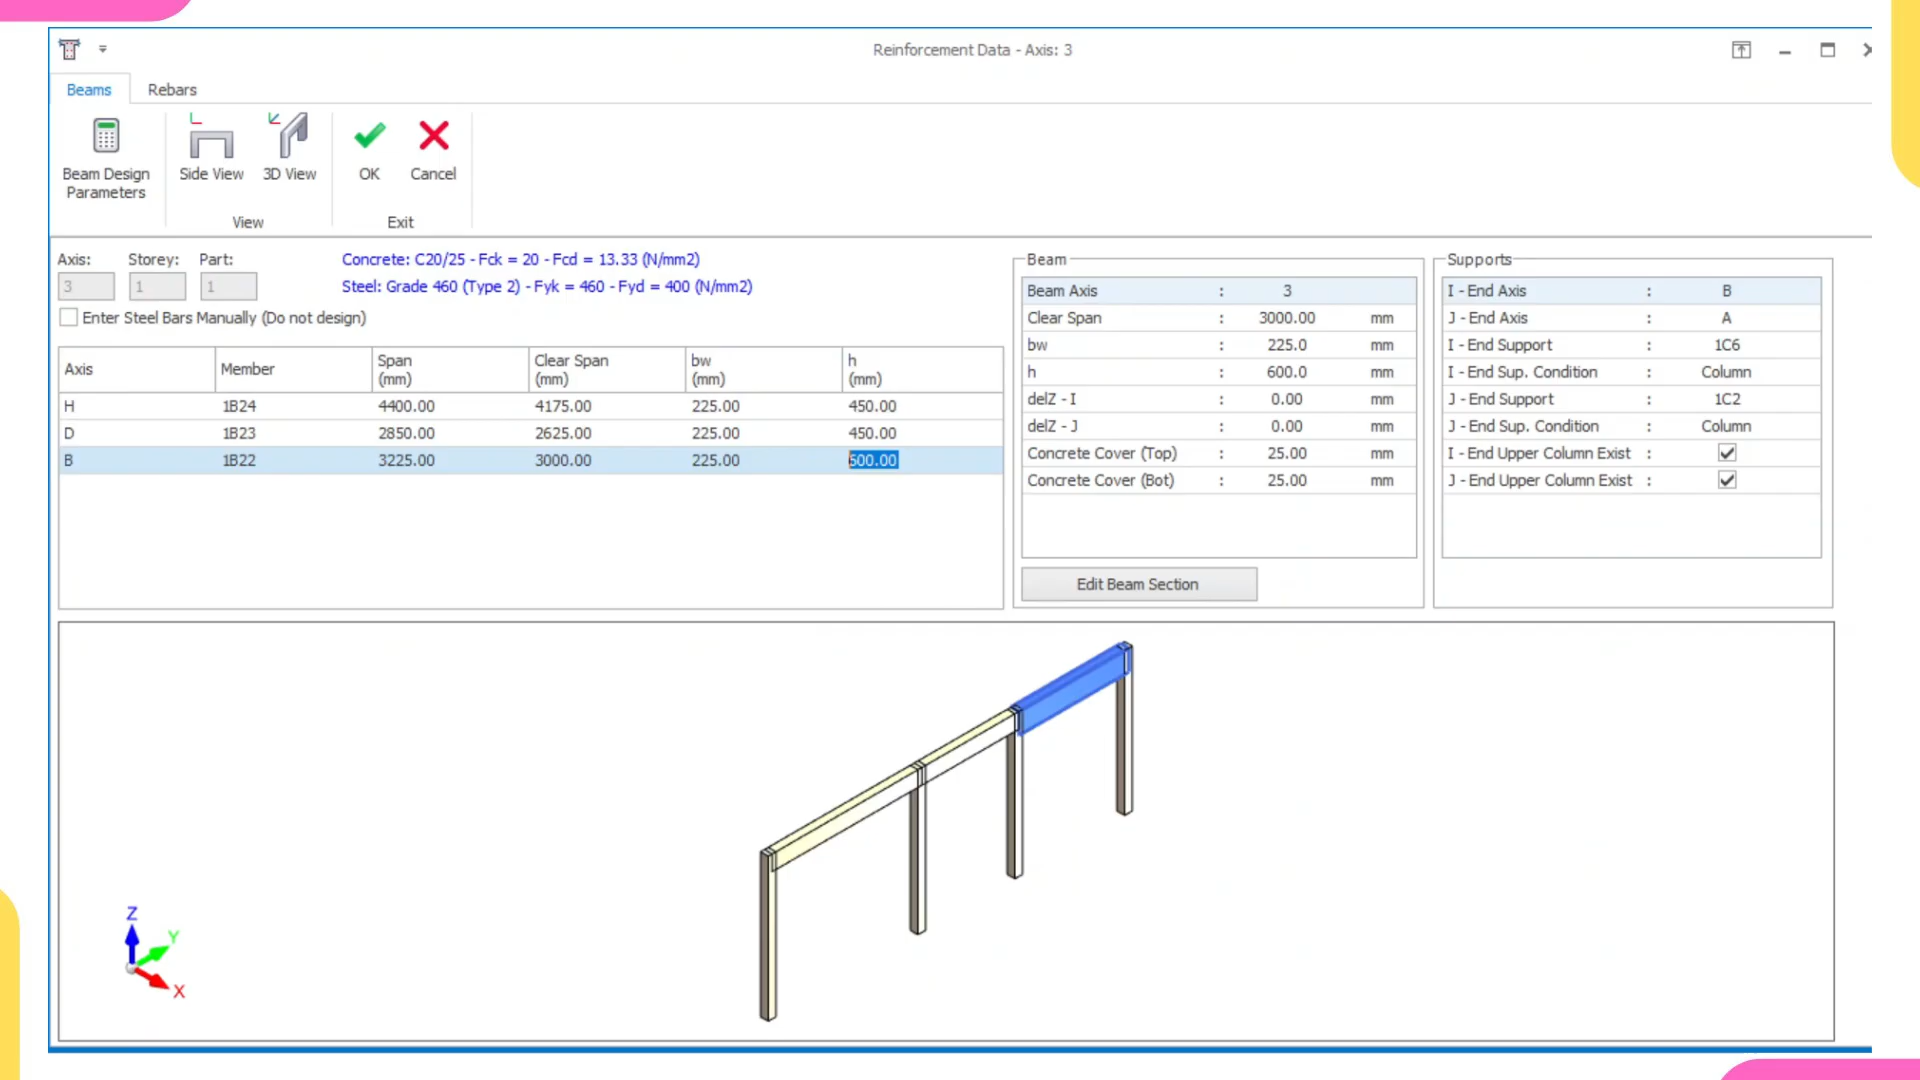 Reinforcement Data - Axis: 3
Beams Rebars
Beam Design
Parameters
Side View
3D View
OK
Cancel
View
Exit
Axis: Storey: Part:
3 1 1
Concrete: C20/25 - Fck = 20 - Fcd = 13.33 (N/mm2)
Steel: Grade 460 (Type 2) - Fyk = 460 - Fyd = 400 (N/mm2)
Enter Steel Bars Manually (Do not design)
Axis Member Span (mm) Clear Span (mm) bw (mm) h (mm)
H 1B24 4400.00 4175.00 225.00 450.00
D 1B23 2850.00 2625.00 225.00 450.00
B 1B22 3225.00 3000.00 225.00 600.00
Beam
Beam Axis : 3
Clear Span : 3000.00 mm
bw : 225.0 mm
h : 600.0 mm
delZ - I : 0.00 mm
delZ - J : 0.00 mm
Concrete Cover (Top) : 25.00 mm
Concrete Cover (Bot) : 25.00 mm
Edit Beam Section
Supports
I - End Axis : B
J - End Axis : A
I - End Support : 1C6
I - End Sup. Condition : Column
J - End Support : 1C2
J - End Sup. Condition : Column
I - End Upper Column Exist :
J - End Upper Column Exist :
Z
Y
X